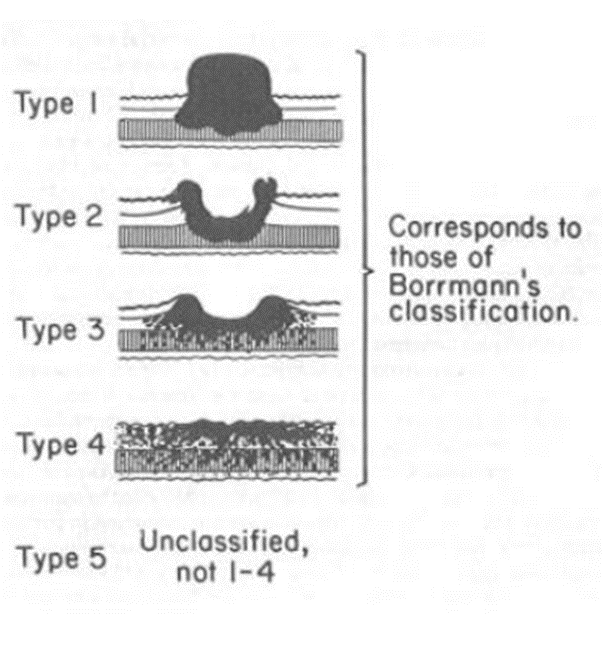 Type 1
Type 2
Type 3
Type 4
Type 5
Unclassified,
not 1-4
Corresponds to
those of
Borrmann's
classification.